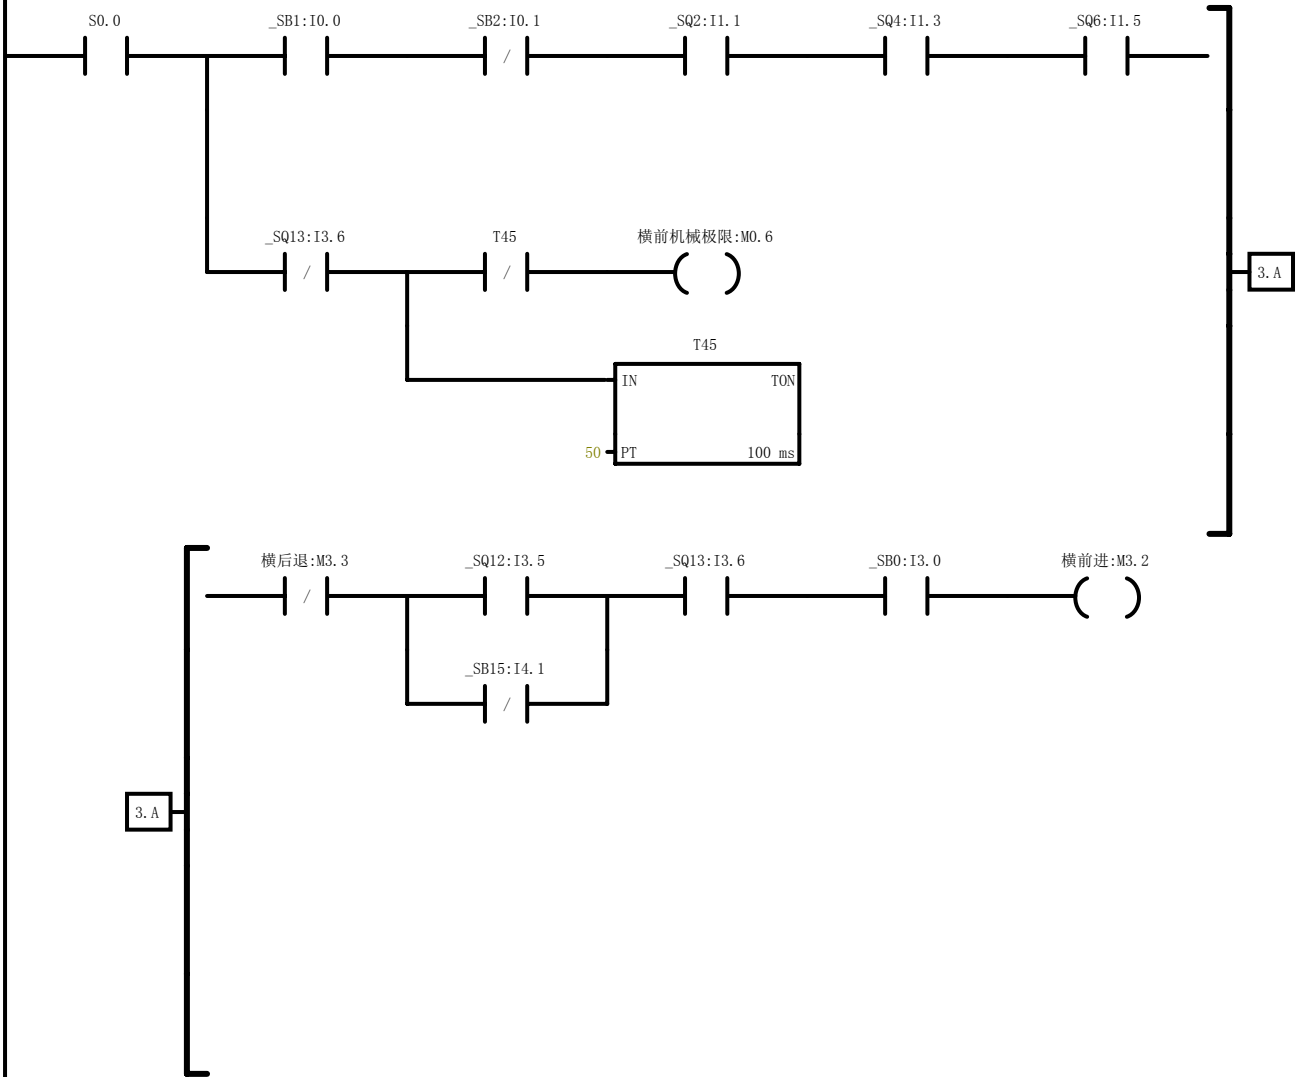 S0.0 _SB1:I0.0 _SB2:I0.1 _SQ2:I1.1 _SQ4:I1.3 _SQ6:I1.5
/
_SQ13:I3.6 T45 横前机械极限:M0.6
/ / 3.A
T45
IN TON
50 PT 100 ms
横后退:M3.3 _SQ12:I3.5 _SQ13:I3.6 _SB0:I3.0 横前进:M3.2
/
_SB15:I4.1
/
3.A